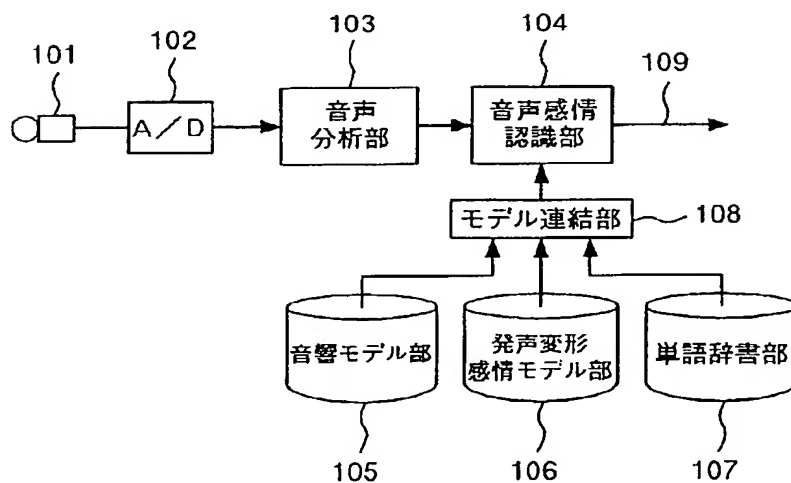 101
102
103
104
109
A／D
音声
分析部
音声感情
認識部
モデル連結部
108
音響モデル部
発声変形
感情モデル部
単語辞書部
105
106
107